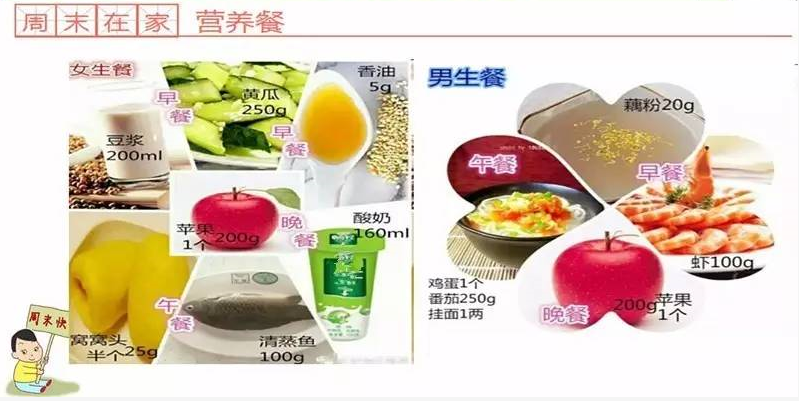 周末在家 营养餐
女生餐
早餐
黄瓜
250g
香油
5g
豆浆
200ml
早餐
苹果
1个
200g
晚餐
酸奶
160ml
午餐
窝窝头
半个
25g
清蒸鱼
100g
周末快
男生餐
藕粉20g
午餐
早餐
虾100g
鸡蛋1个
番茄250g
挂面1两
晚餐
200g
苹果
1个